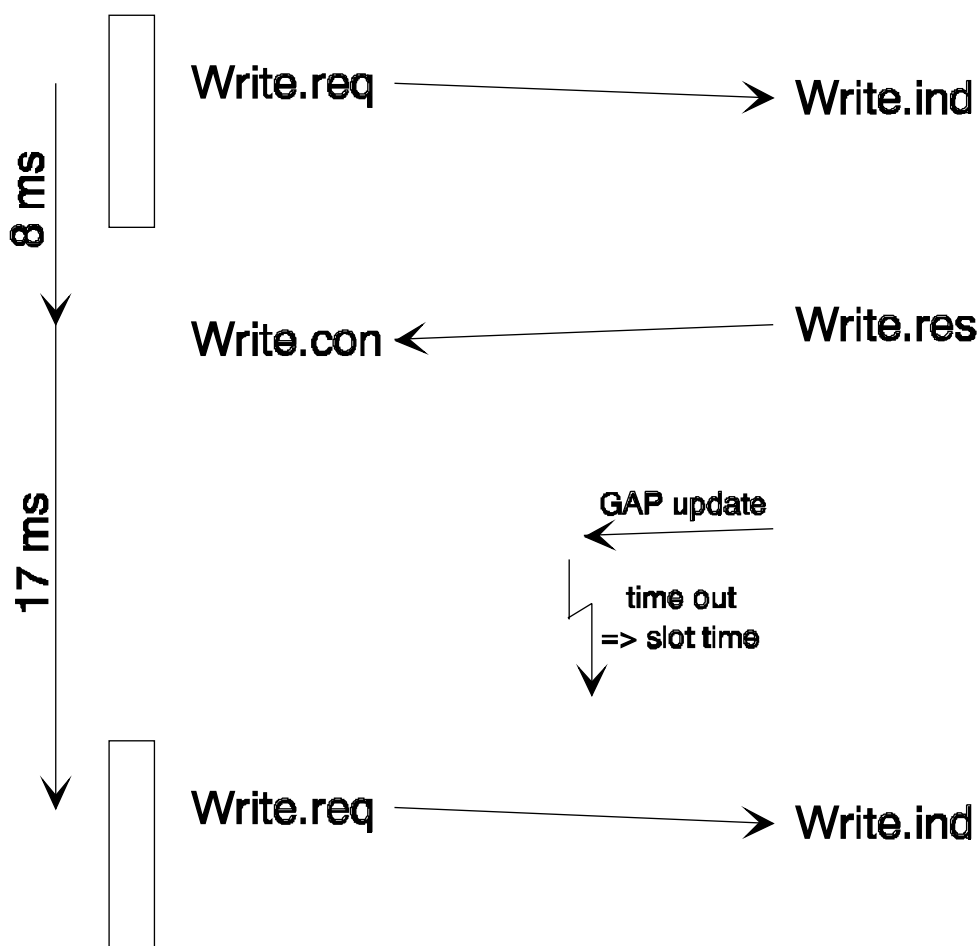 Write.req
Write.ind
8 ms
Write.con
Write.res
17 ms
GAP update
time out
=> slot time
Write.req
Write.ind